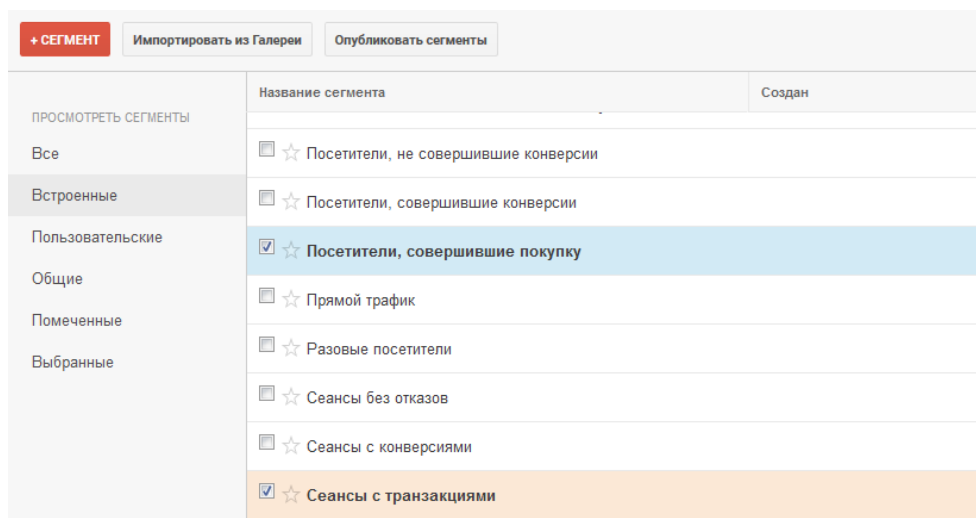 + СЕГМЕНТ Импортировать из Галереи Опубликовать сегменты
Название сегмента Создан
ПРОСМОТРЕТЬ СЕГМЕНТЫ
Все
Встроенные
Пользовательские
Общие
Помеченные
Выбранные
Посетители, не совершившие конверсии
Посетители, совершившие конверсии
Посетители, совершившие покупку
Прямой трафик
Разовые посетители
Сеансы без отказов
Сеансы с конверсиями
Сеансы с транзакциями